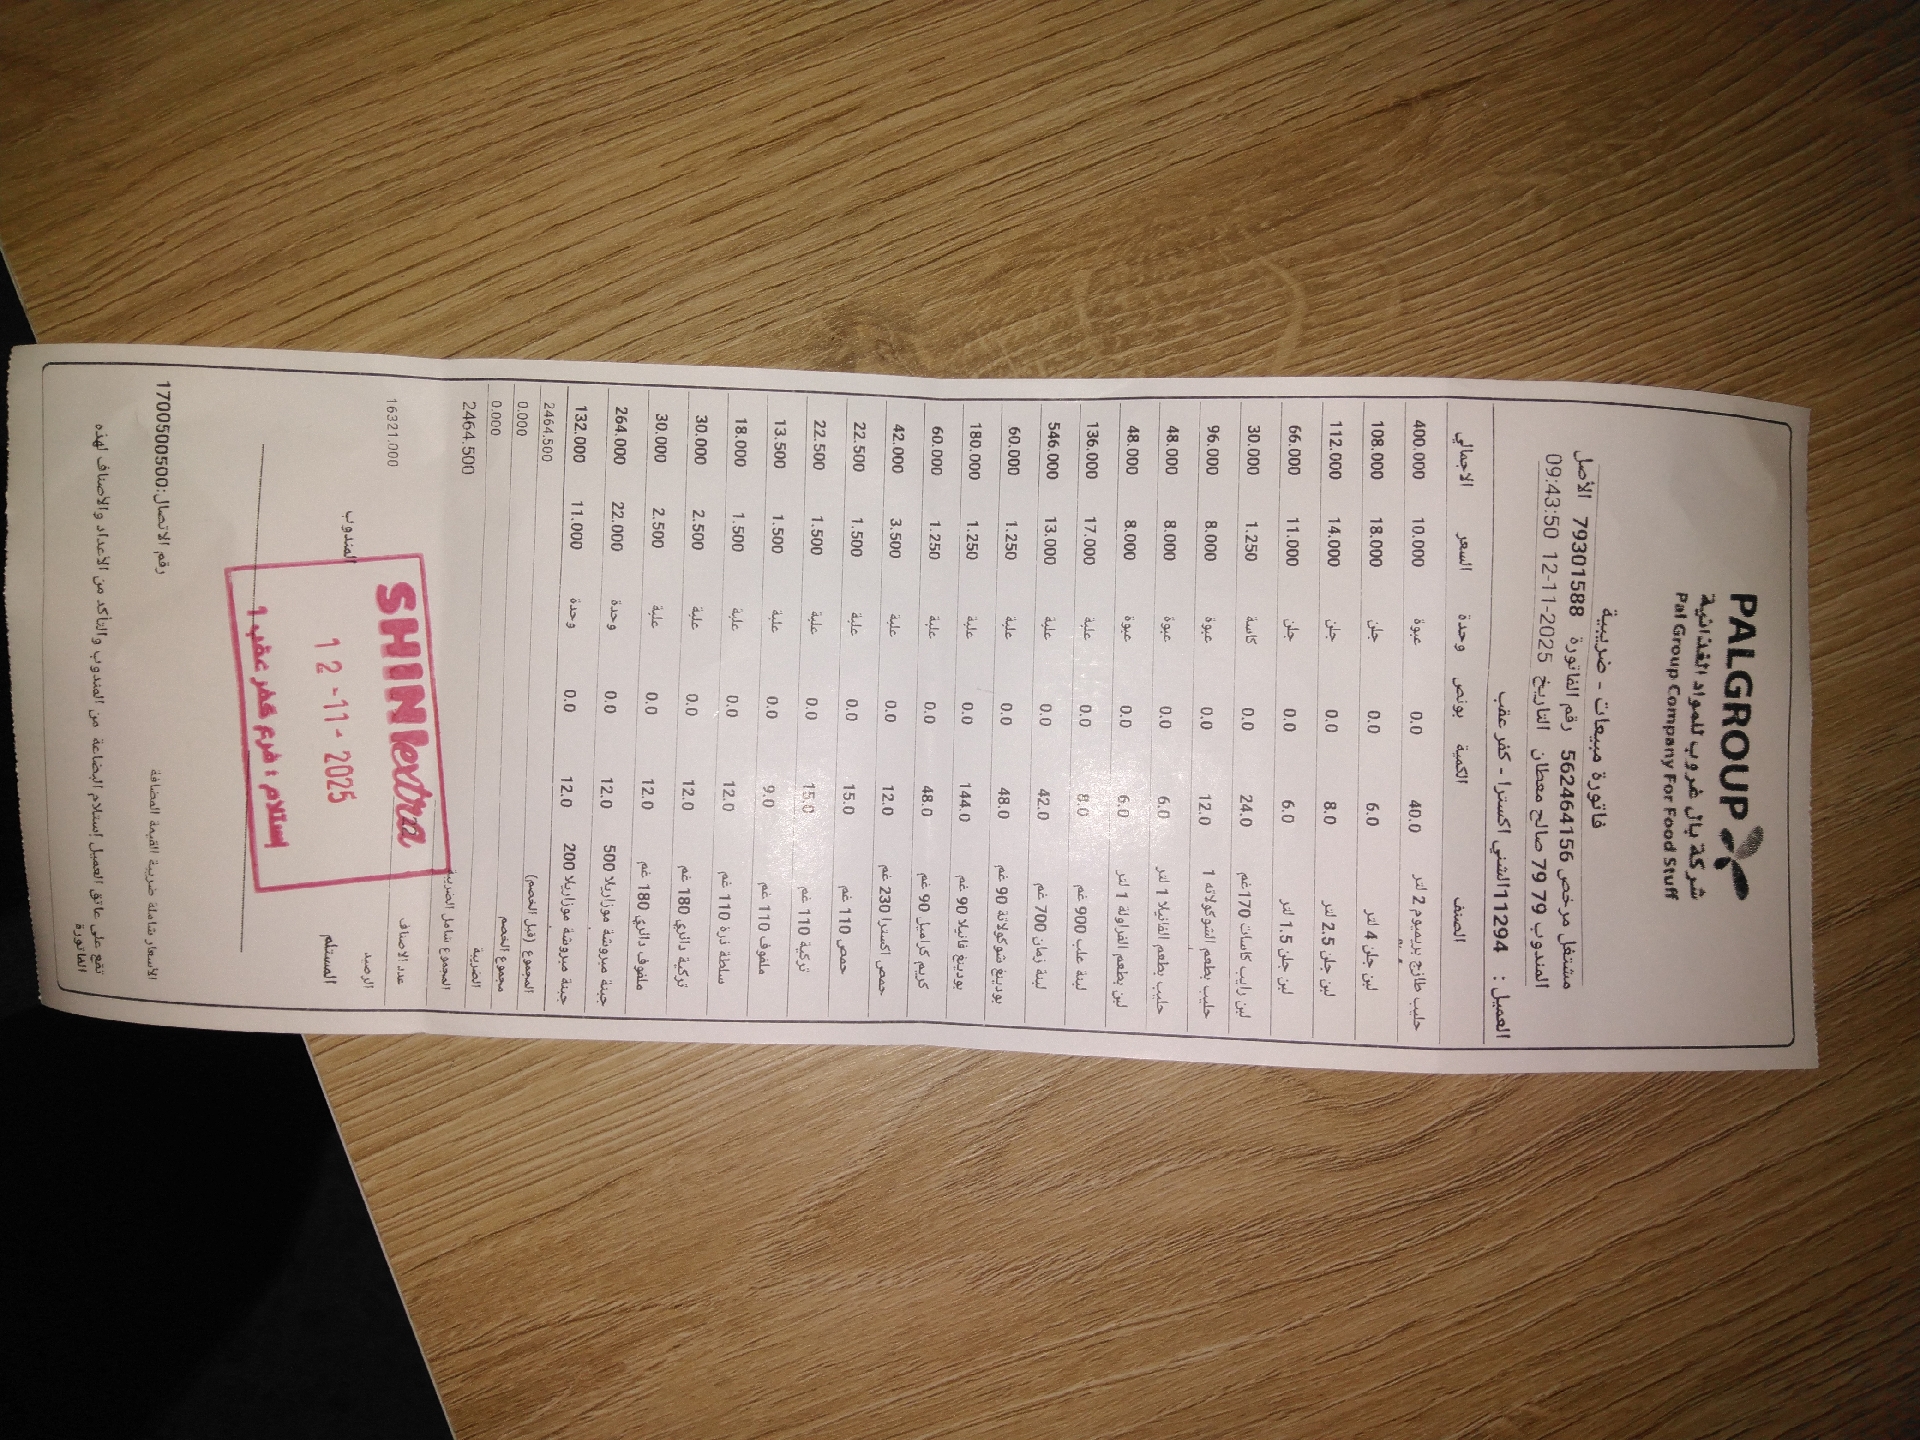 PALGROUP
شركة بال غروب للمواد الغذائية
Pal Group Company For Food Stuff
فاتورة مبيعات - ضريبية
مشتغل مرخص 562464156 رقم الفاتورة 79301588 الأصل
المندوب 79 79 صالح معطان التاريخ 12-11-2025 09:43:50
العميل : 11294الشني اكسترا - كفر عقب
الصنف الكمية بونص وحدة السعر الاجمالي
حليب طازج بريميوم 2 لتر 40.0 0.0 عبوة 10.000 400.000
لبن جلن 4 لتر 6.0 0.0 جلن 18.000 108.000
لبن جلن 2.5 لتر 8.0 0.0 جلن 14.000 112.000
لبن جلن 1.5 لتر 6.0 0.0 جلن 11.000 66.000
لبن رايب كاسات 170غم 24.0 0.0 كاسة 1.250 30.000
حليب بطعم الشوكولاته 1 12.0 0.0 عبوة 8.000 96.000
حليب بطعم الفانيلا 1 لتر 6.0 0.0 عبوة 8.000 48.000
لبن بطعم الفراولة 1 لتر 6.0 0.0 عبوة 8.000 48.000
لبنة علب 900 غم 8.0 0.0 علبة 17.000 136.000
لبنة زمان 700 غم 42.0 0.0 علبة 13.000 546.000
بودينغ شوكولاتة 90 غم 48.0 0.0 علبة 1.250 60.000
بودينغ فانيلا 90 غم 144.0 0.0 علبة 1.250 180.000
كريم كراميل 90 غم 48.0 0.0 علبة 1.250 60.000
حمص اكسترا 230 غم 12.0 0.0 علبة 3.500 42.000
حمص 110 غم 15.0 0.0 علبة 1.500 22.500
تركية 110 غم 15.0 0.0 علبة 1.500 22.500
ملفوف 110 غم 9.0 0.0 علبة 1.500 13.500
سلطة ذرة 110 غم 12.0 0.0 علبة 1.500 18.000
تركية دائري 180 غم 12.0 0.0 علبة 2.500 30.000
ملفوف دائري 180 غم 12.0 0.0 علبة 2.500 30.000
جبنة مبروشة موزاريلا 500 12.0 0.0 وحدة 22.000 264.000
جبنة مبروشة موزاريلا 200 12.0 0.0 وحدة 11.000 132.000
المجموع (قبل الخصم) 2464.500
مجموع الخصم 0.000
الضريبة 0.000
المجموع شامل الضريبة 2464.500
عدد الاصناف
الرصيد 16321.000
المستلم المندوب
SHINIextra
12-11-2025
إستلام : فرع كفر عقب 1
الاسعار شاملة ضريبة القيمة المضافة رقم الاتصال:1700500500
تقع على عاتق العميل إستلام البضاعة من المندوب والتأكد من الأعداد والأصناف لهذه
الفاتورة